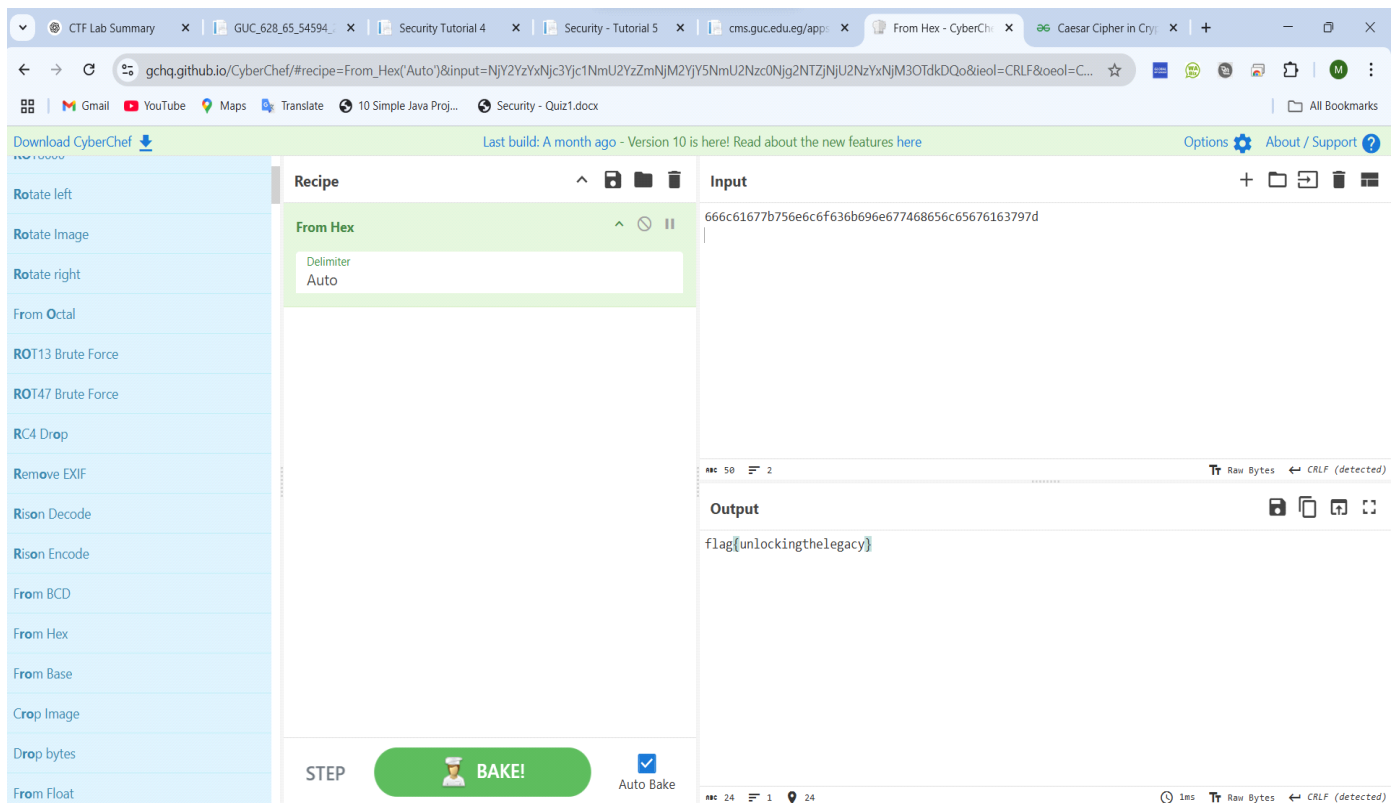 CTF Lab Summary
GUC_628_65_54594_
Security Tutorial 4
Security - Tutorial 5
cms.guc.edu.eg/apps
From Hex - CyberChe
Caesar Cipher in Cryp
gchq.github.io/CyberChef/#recipe=From_Hex('Auto')&input=NjY2YzYxNjc3Yjc1NmU2YzZmNjM2YjY5NmU2Nzc0Njg2NTZjNjU2NzYxNjM3OTdkDQo&ieol=CRLF&oeol=C...
M
Gmail
YouTube
Maps
Translate
10 Simple Java Proj...
Security - Quiz1.docx
All Bookmarks
Download CyberChef
Last build: A month ago - Version 10 is here! Read about the new features here
Options
About / Support
Rotate left
Rotate Image
Rotate right
From Octal
ROT13 Brute Force
ROT47 Brute Force
RC4 Drop
Remove EXIF
Rison Decode
Rison Encode
From BCD
From Hex
From Base
Crop Image
Drop bytes
From Float
Recipe
From Hex
Delimiter
Auto
STEP
BAKE!
Auto Bake
Input
666c61677b756e6c6f636b696e677468656c65676163797d
ABC 50 2
Tт Raw Bytes CRLF (detected)
Output
flag{unlockingthelegacy}
ABC 24 1 24
1ms Tт Raw Bytes CRLF (detected)